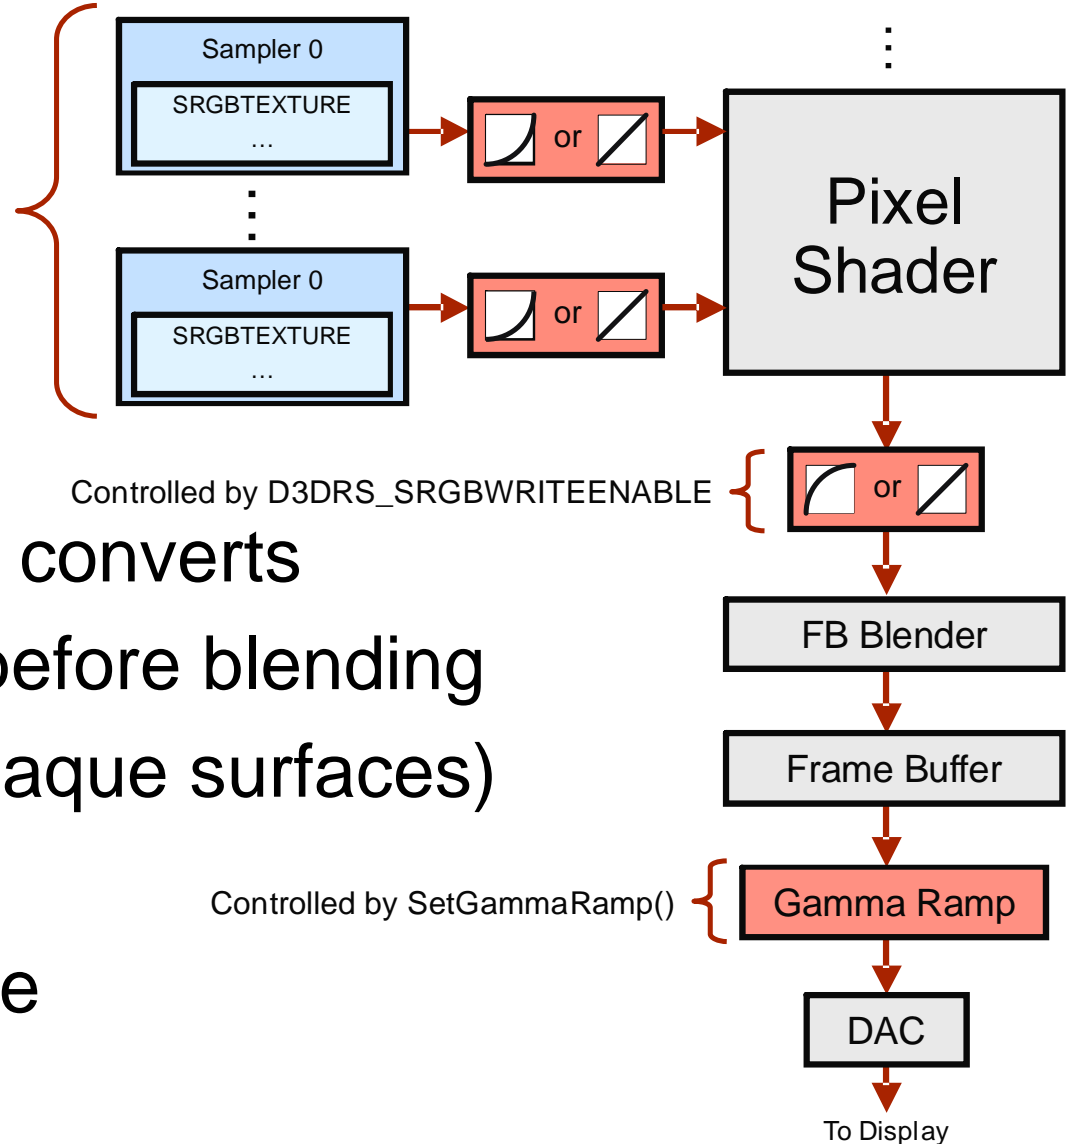 Sampler 0
SRGBTEXTURE
...
or
Pixel
Shader
Sampler 0
SRGBTEXTURE
...
or
Controlled by D3DRS_SRGBWRITEENABLE
or
converts
before blending
aque surfaces)
e
FB Blender
Frame Buffer
Controlled by SetGammaRamp()
Gamma Ramp
DAC
To Display